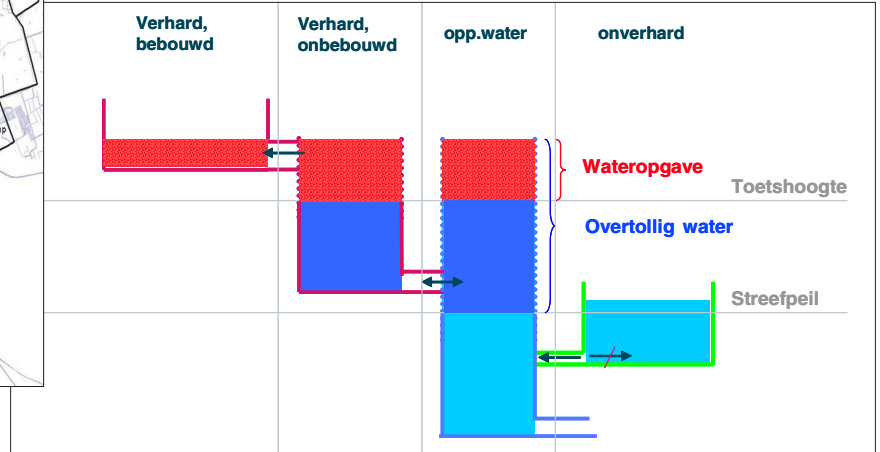 Verhard,
bebouwd
Verhard,
onbebouwd
opp.water
onverhard
Wateropgave
Toetshoogte
Overtollig water
Streefpeil